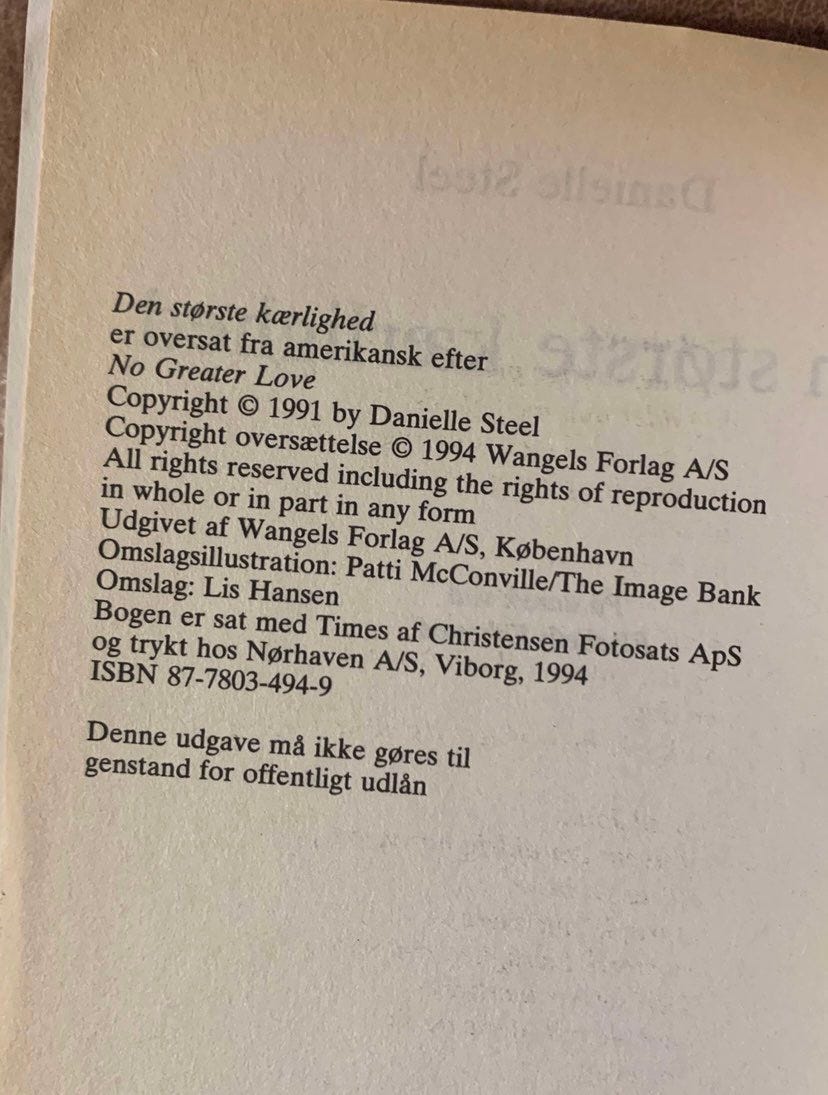 Danielle Steel
Den største kærlighed
er oversat fra amerikansk efter
No Greater Love
Copyright © 1991 by Danielle Steel
Copyright oversættelse © 1994 Wangels Forlag A/S
All rights reserved including the rights of reproduction
in whole or in part in any form
Udgivet af Wangels Forlag A/S, København
Omslagsillustration: Patti McConville/The Image Bank
Omslag: Lis Hansen
Bogen er sat med Times af Christensen Fotosats ApS
og trykt hos Nørhaven A/S, Viborg, 1994
ISBN 87-7803-494-9
Denne udgave må ikke gøres til
genstand for offentligt udlån